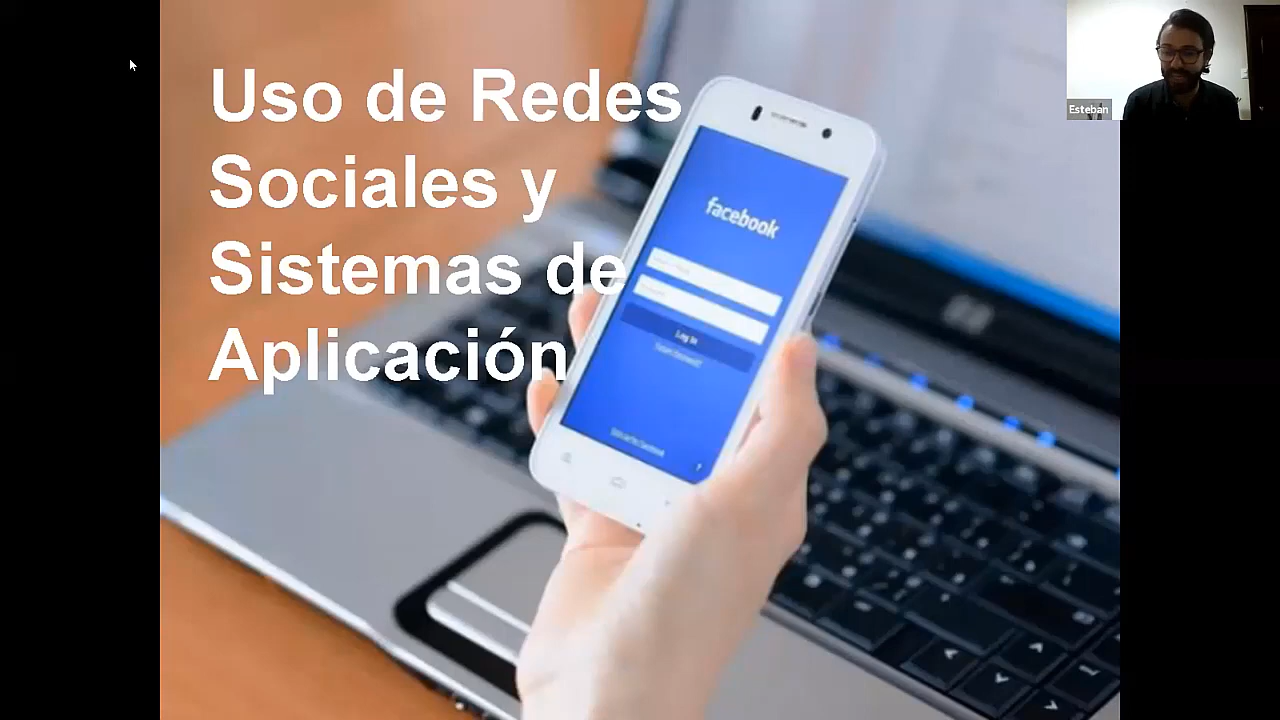 Uso de Redes
Sociales y
Sistemas de
Aplicación
facebook
Log In
Esteban